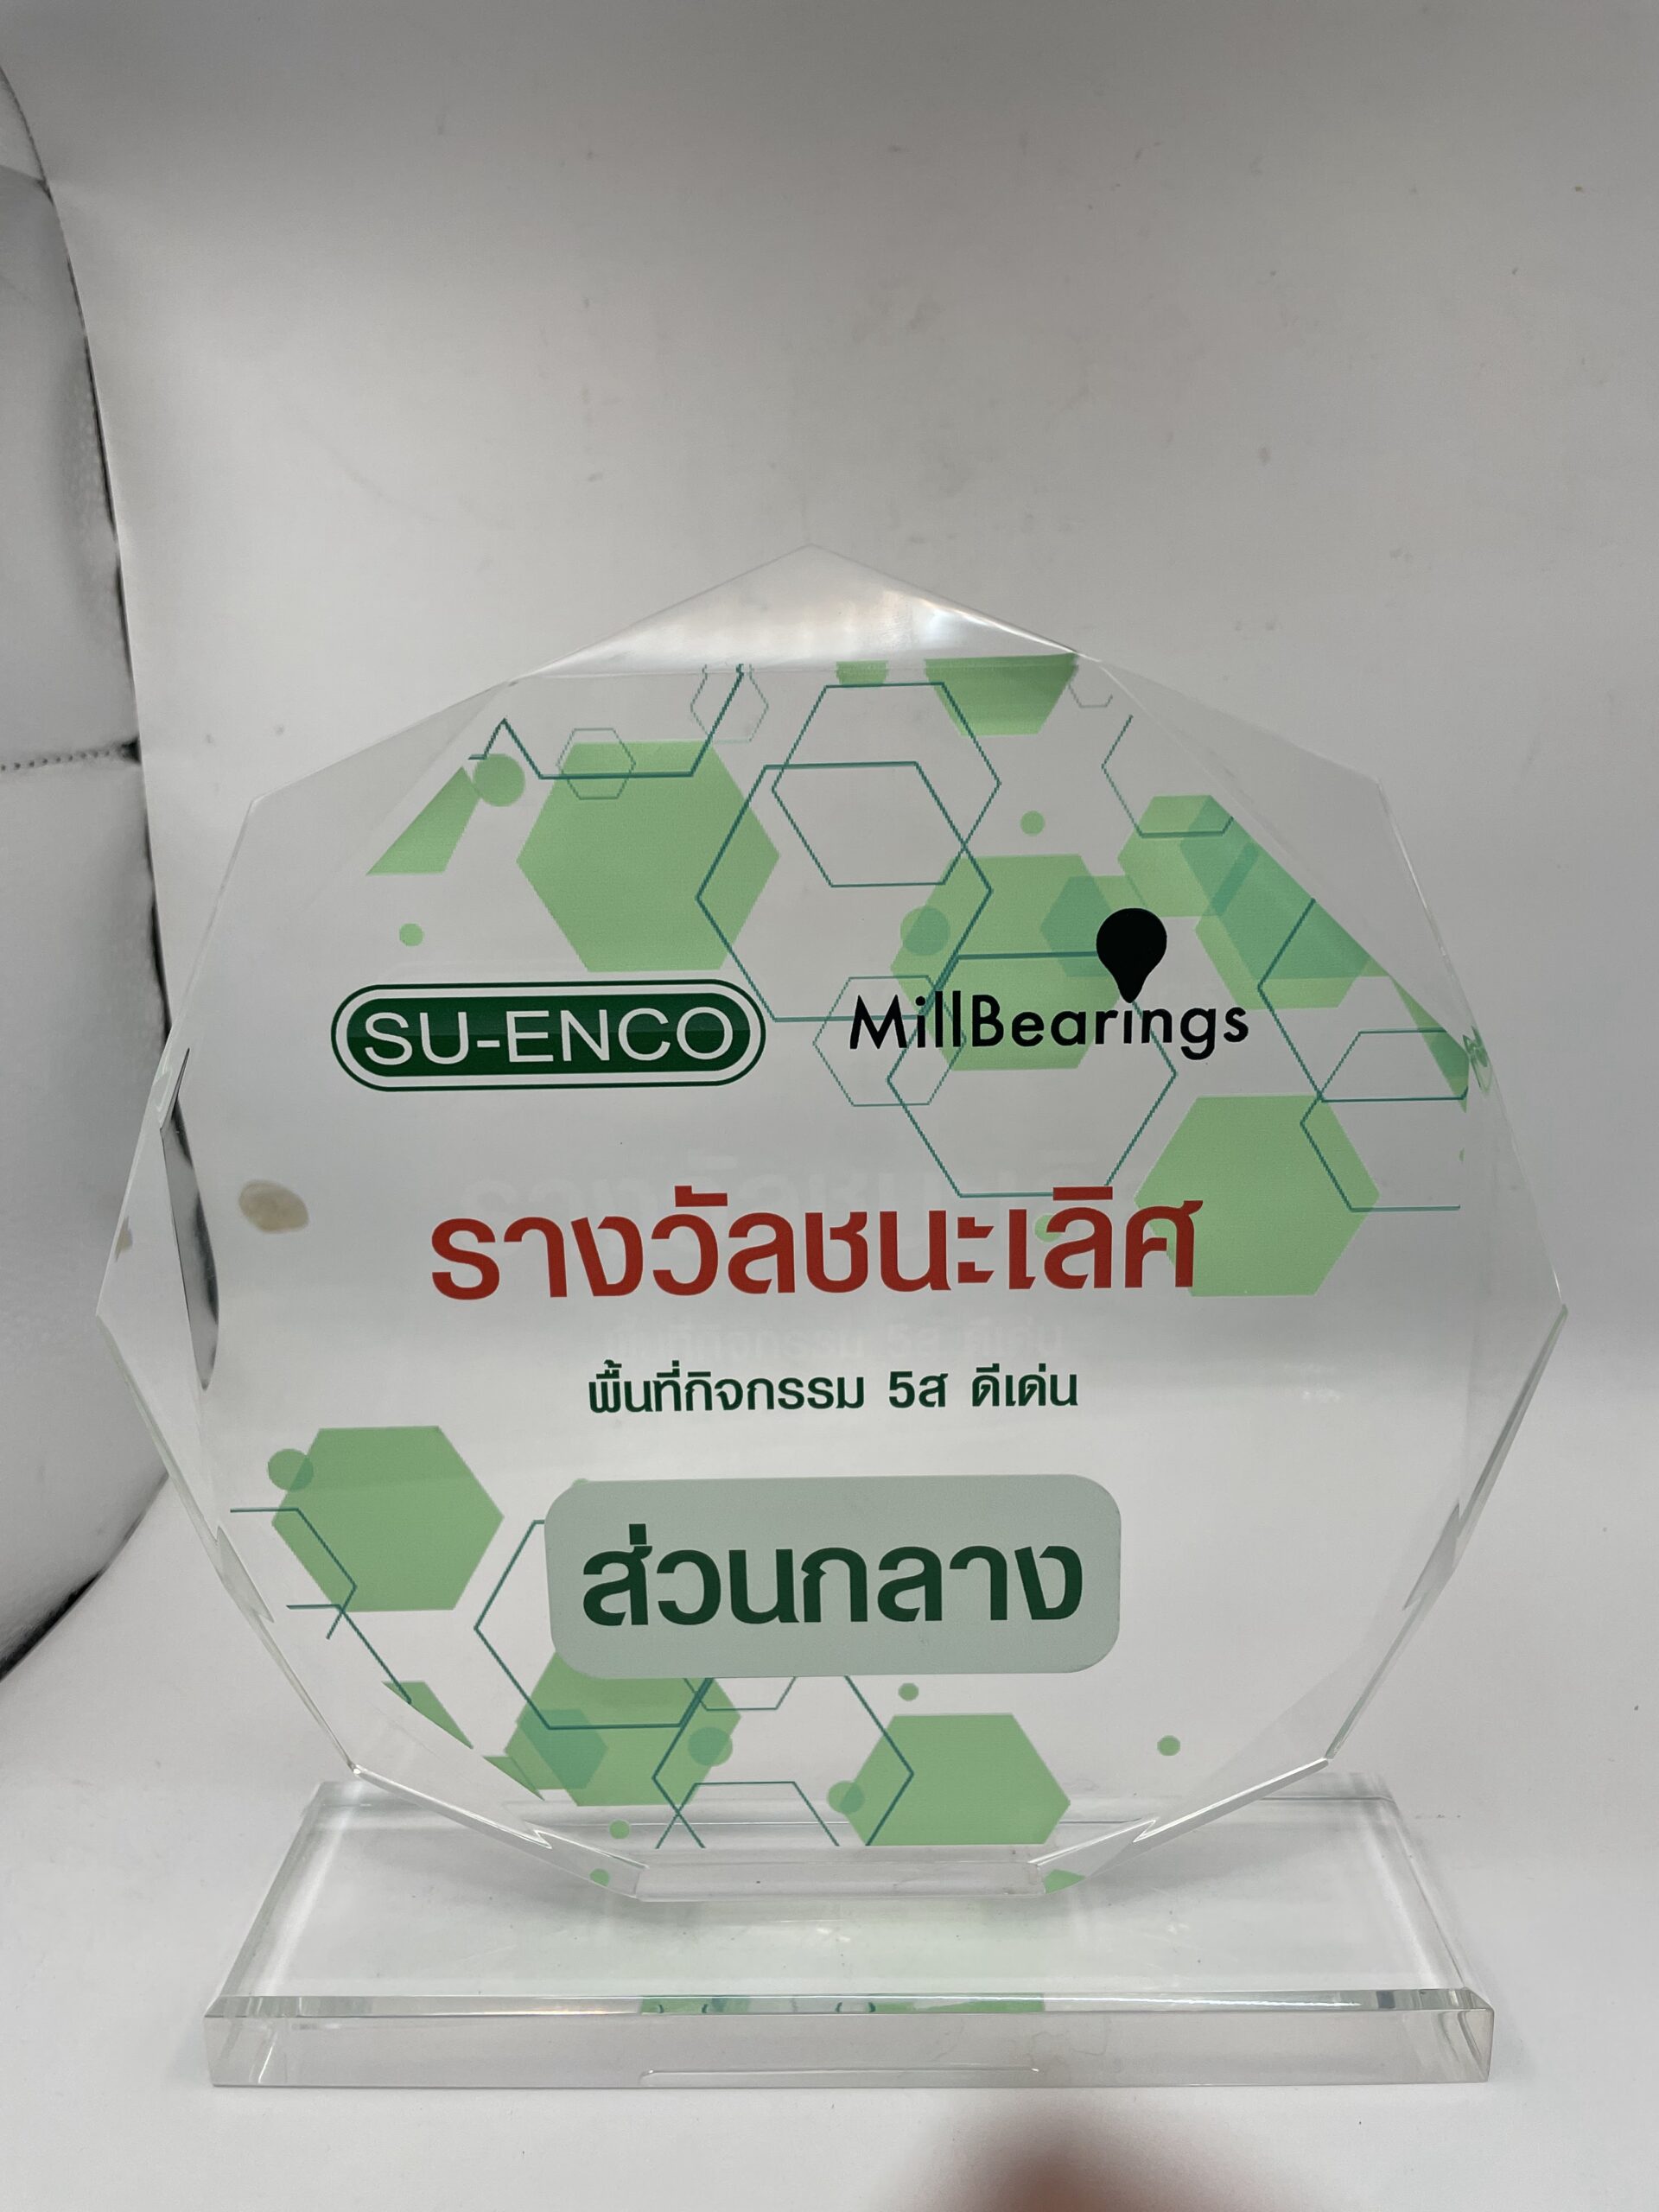 SU-ENCO MillBearings
รางวัลชนะเลิศ
พื้นที่กิจกรรม 5ส ดีเด่น
ส่วนกลาง